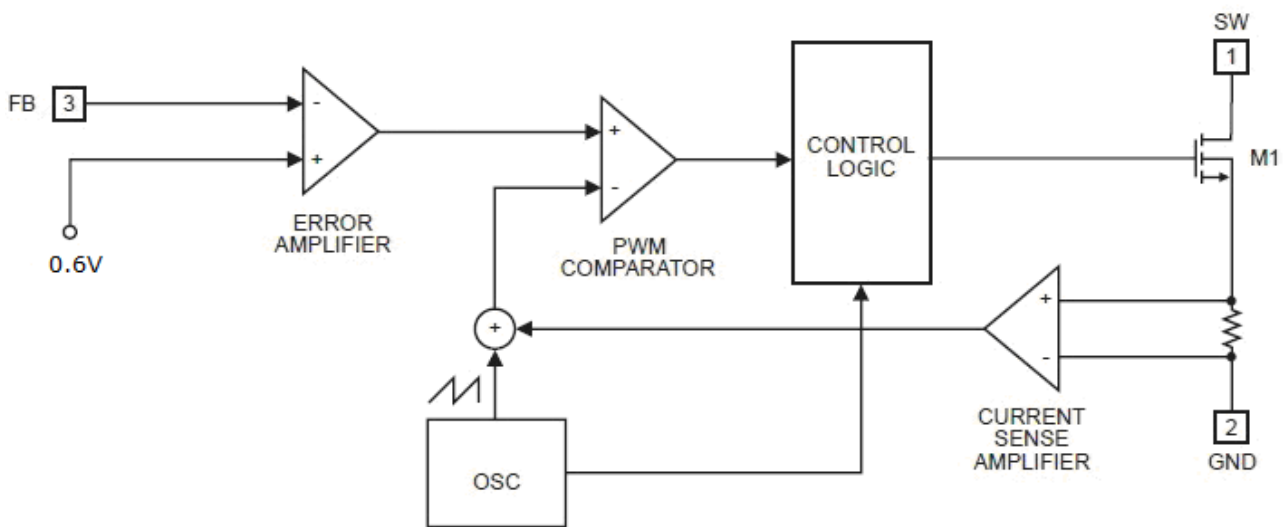 SW
1
FB 3
-
+
ERROR
AMPLIFIER
0.6V
+
-
PWM
COMPARATOR
CONTROL
LOGIC
M1
+
OSC
+
-
CURRENT
SENSE
AMPLIFIER
2
GND